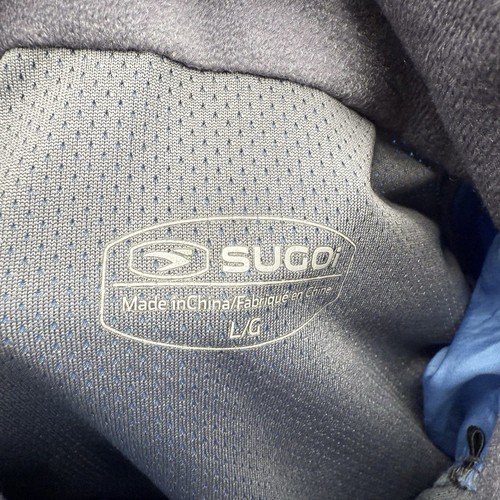 SUGOi
Made in China/Fabriqué en Chine
L/G